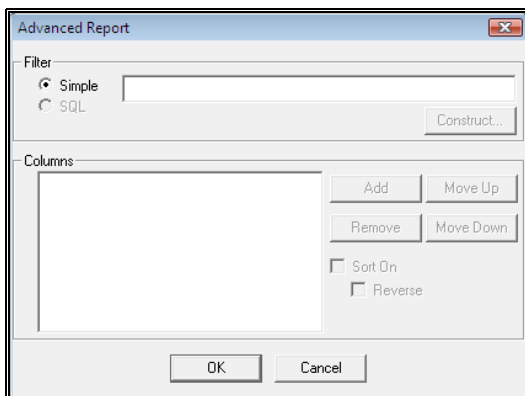 Advanced Report
Filter
Simple
SQL
Construct...
Columns
Add Move Up
Remove Move Down
Sort On
Reverse
OK Cancel